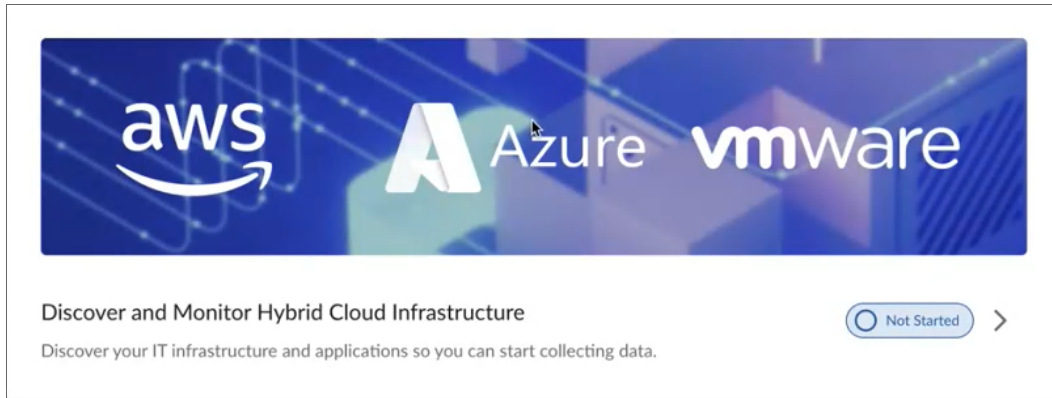 aws
Azure
vmware
Discover and Monitor Hybrid Cloud Infrastructure
Not Started
Discover your IT infrastructure and applications so you can start collecting data.